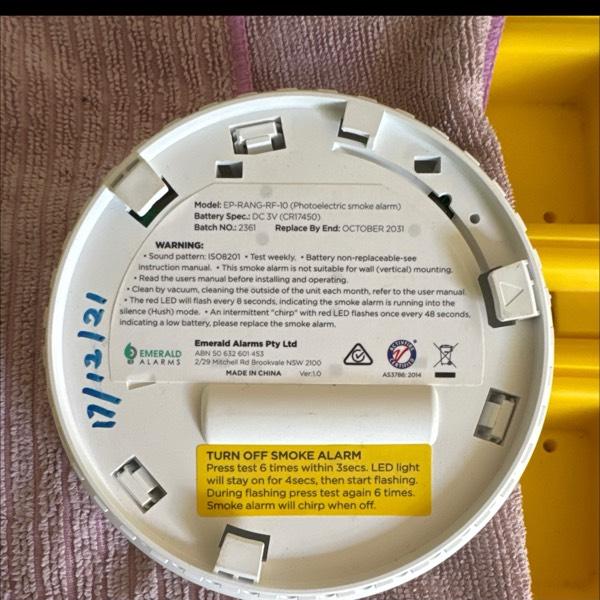 Model: EP-RANG-RF-10 (Photoelectric smoke alarm)
Battery Spec.: DC 3V (CR17450)
Batch NO.: 2361 Replace By End: OCTOBER 2031
WARNING:
• Sound pattern: ISO8201 • Test weekly. • Battery non-replaceable-see
instruction manual. • This smoke alarm is not suitable for wall (vertical) mounting.
• Read the users manual before installing and operating.
• Clean by vacuum, cleaning the outside of the unit each month, refer to the user manual.
• The red LED will flash every 8 seconds, indicating the smoke alarm is running into the
silence (Hush) mode. • An intermittent "chirp" with red LED flashes once every 48 seconds,
indicating a low battery, please replace the smoke alarm.
EMERALD
ALARMS
Emerald Alarms Pty Ltd
ABN 50 632 601 453
2/29 Mitchell Rd Brookvale NSW 2100
MADE IN CHINA Ver:1.0
AS3786: 2014
17/12/21
TURN OFF SMOKE ALARM
Press test 6 times within 3secs. LED light
will stay on for 4secs, then start flashing.
During flashing press test again 6 times.
Smoke alarm will chirp when off.